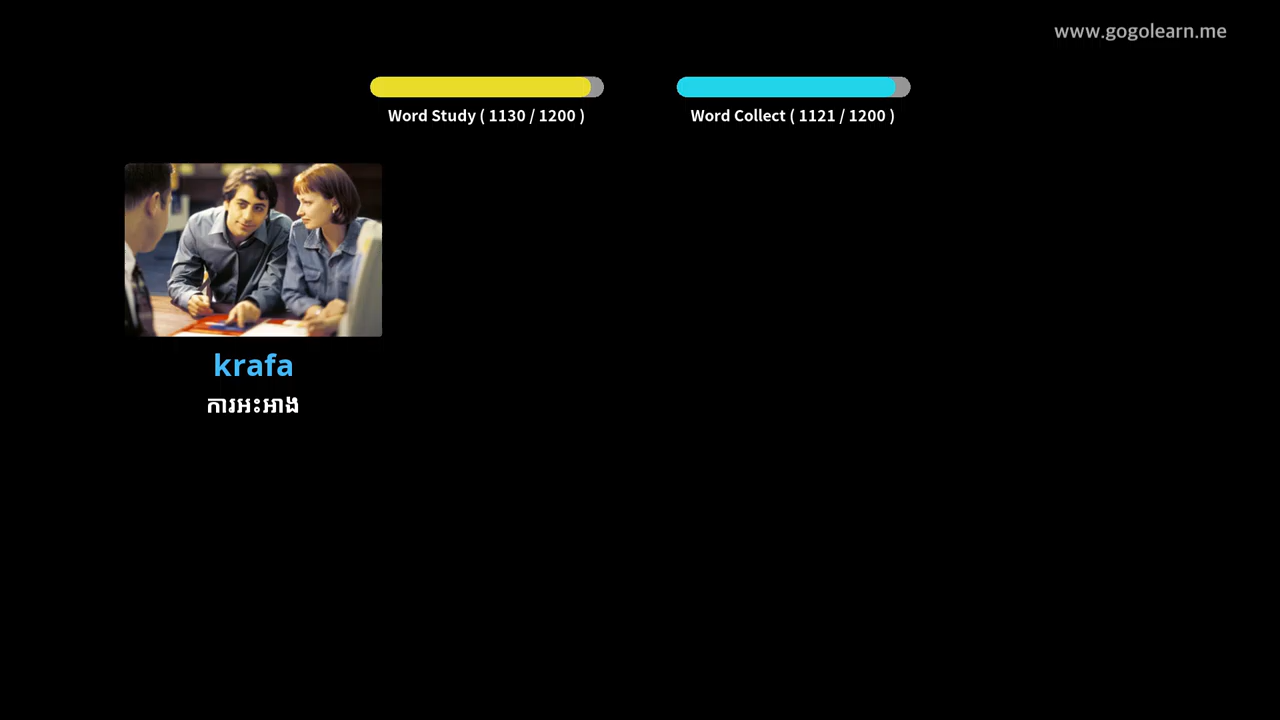 www.gogolearn.me
Word Study ( 1130 / 1200 )
Word Collect ( 1121 / 1200 )
krafa
ការអះអាង